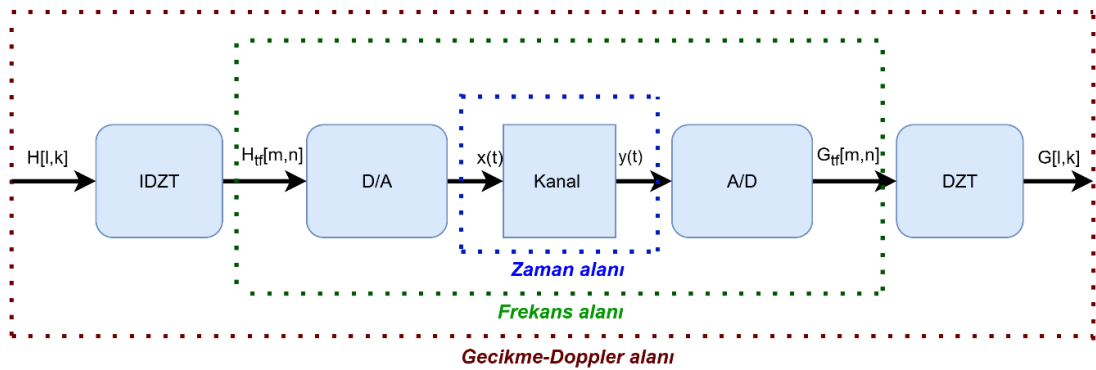 H[l,k]
IDZT
Htf[m,n]
D/A
x(t)
Kanal
y(t)
A/D
Gtf[m,n]
DZT
G[l,k]
Zaman alanı
Frekans alanı
Gecikme-Doppler alanı